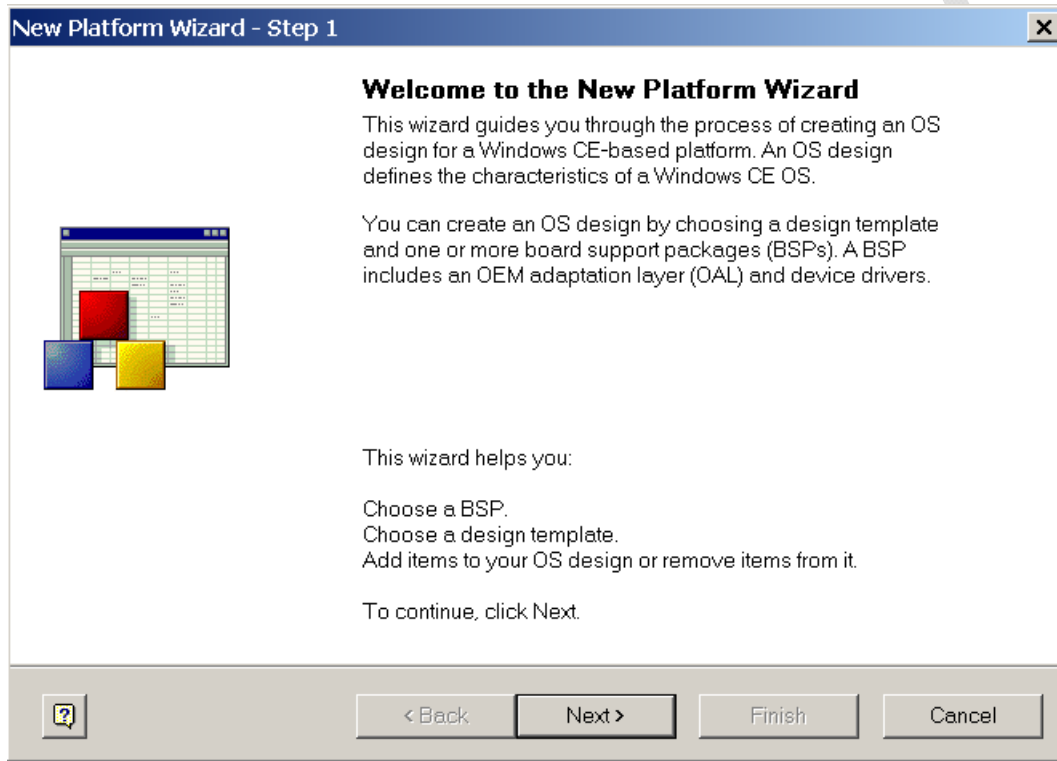 New Platform Wizard - Step 1
Welcome to the New Platform Wizard
This wizard guides you through the process of creating an OS
design for a Windows CE-based platform. An OS design
defines the characteristics of a Windows CE OS.
You can create an OS design by choosing a design template
and one or more board support packages (BSPs). A BSP
includes an OEM adaptation layer (OAL) and device drivers.
This wizard helps you:
Choose a BSP.
Choose a design template.
Add items to your OS design or remove items from it.
To continue, click Next.
? < Back Next > Finish Cancel